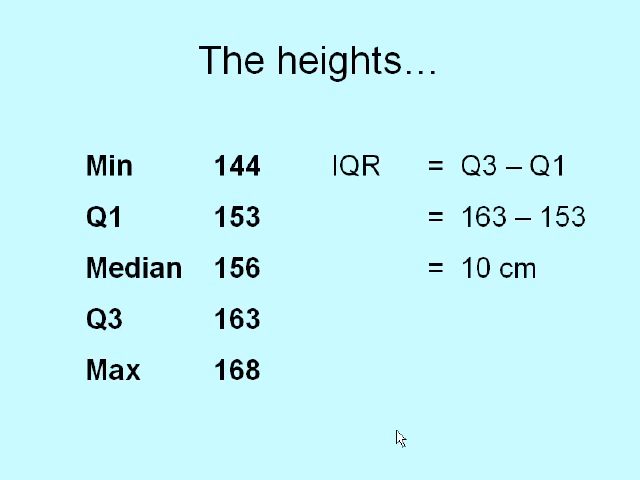 The heights...
Min 144 IQR = Q3 – Q1
Q1 153 = 163 – 153
Median 156 = 10 cm
Q3 163
Max 168